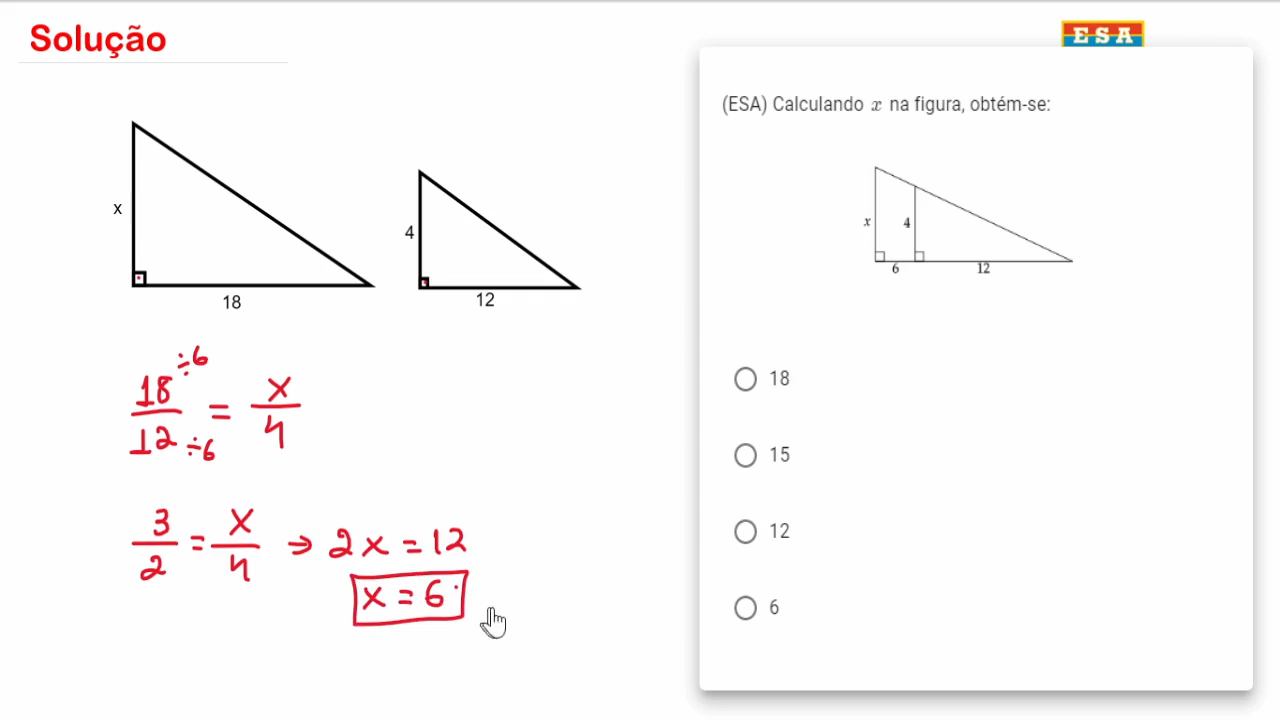 Solução
x
18
4
12
18 ÷6
12 ÷6
= x
4
3
2
= x
4
→ 2x = 12
x = 6
ESA
(ESA) Calculando x na figura, obtém-se:
x
4
6
12
18
15
12
6